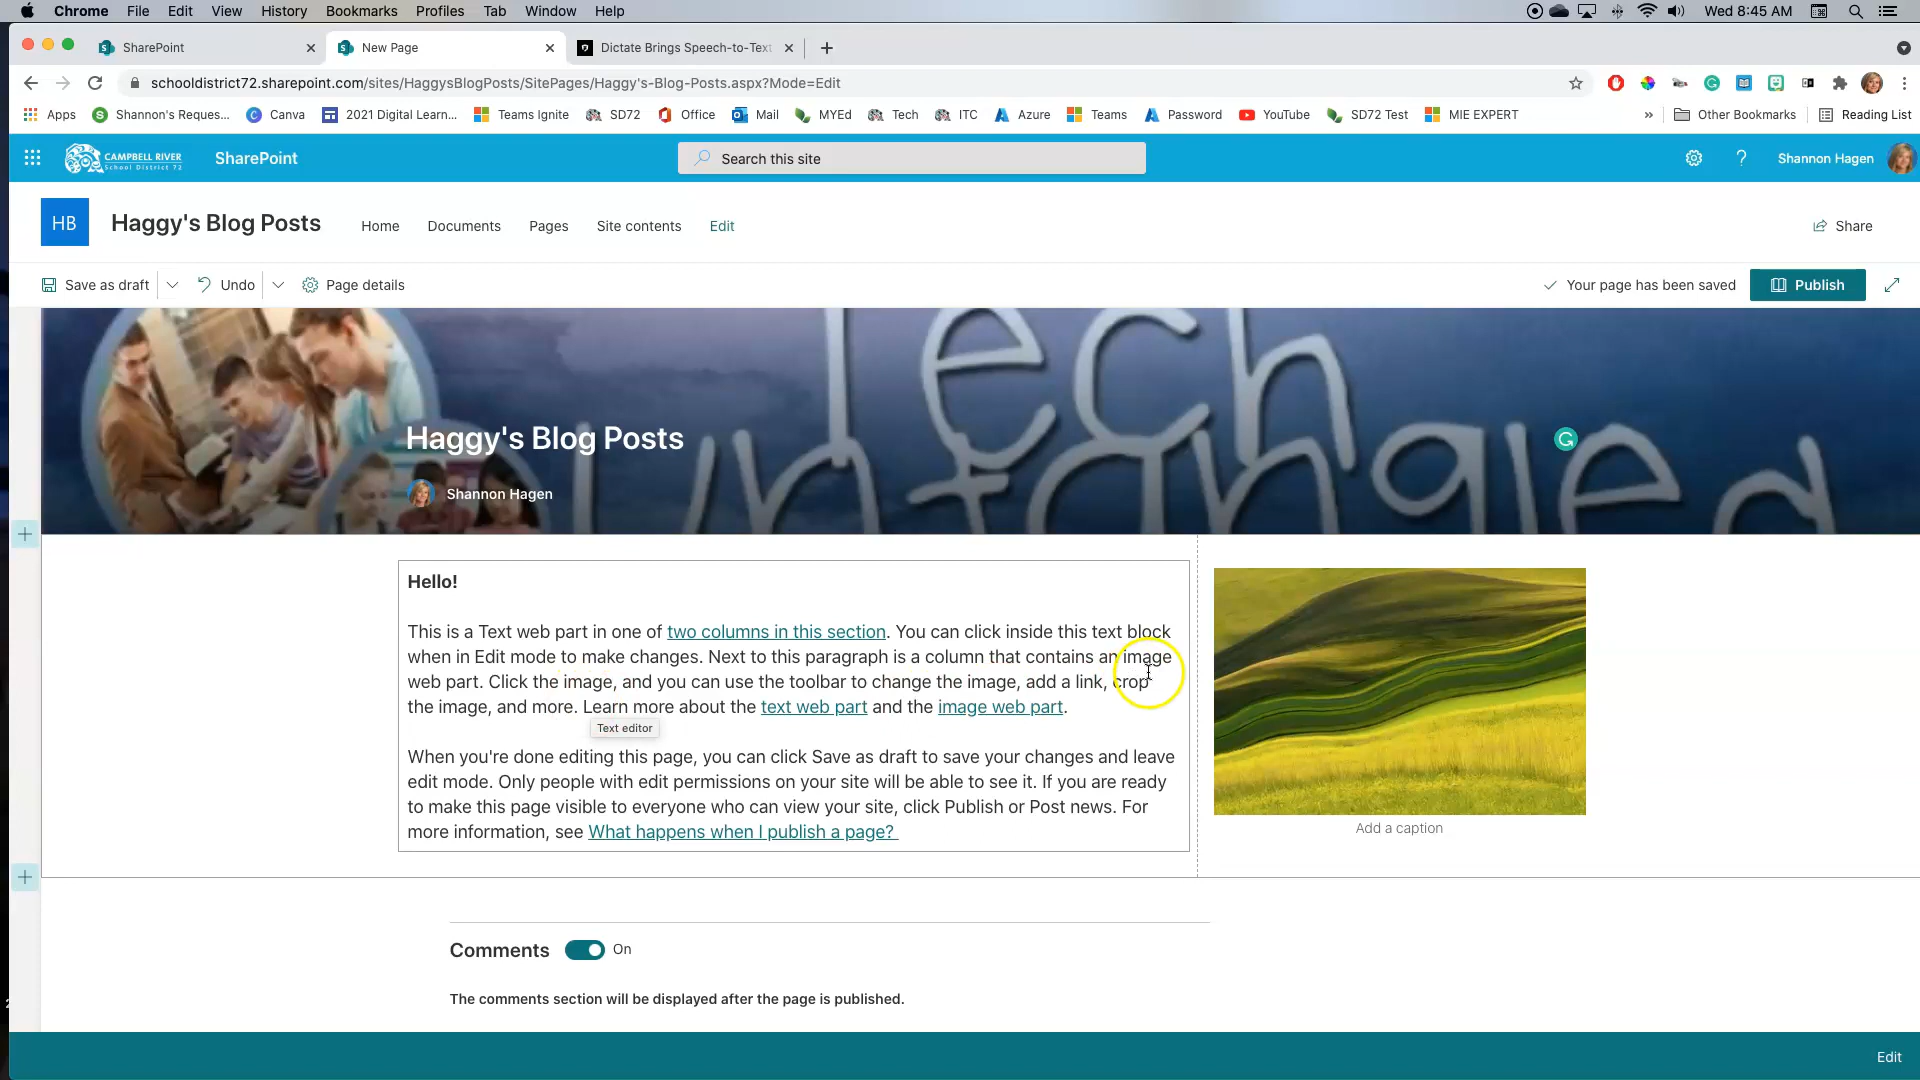 Chrome File Edit View History Bookmarks Profiles Tab Window Help Wed 8:45 AM
SharePoint New Page Dictate Brings Speech-to-Text
schooldistrict72.sharepoint.com/sites/HaggysBlogPosts/SitePages/Haggy's-Blog-Posts.aspx?Mode=Edit
Apps Shannon's Reques... Canva 2021 Digital Learn... Teams Ignite SD72 Office Mail MYEd Tech ITC Azure Teams Password YouTube SD72 Test MIE EXPERT » Other Bookmarks Reading List
CAMPBELL RIVER
School District 72
SharePoint Search this site ? Shannon Hagen
HB Haggy's Blog Posts Home Documents Pages Site contents Edit Share
Save as draft Undo Page details Your page has been saved Publish
Tech
Untangled
Haggy's Blog Posts
Shannon Hagen
Hello!
This is a Text web part in one of two columns in this section. You can click inside this text block
when in Edit mode to make changes. Next to this paragraph is a column that contains an image
web part. Click the image, and you can use the toolbar to change the image, add a link, crop
the image, and more. Learn more about the text web part and the image web part.
Text editor
When you're done editing this page, you can click Save as draft to save your changes and leave
edit mode. Only people with edit permissions on your site will be able to see it. If you are ready
to make this page visible to everyone who can view your site, click Publish or Post news. For
more information, see What happens when I publish a page?
Add a caption
Comments On
The comments section will be displayed after the page is published.
Edit